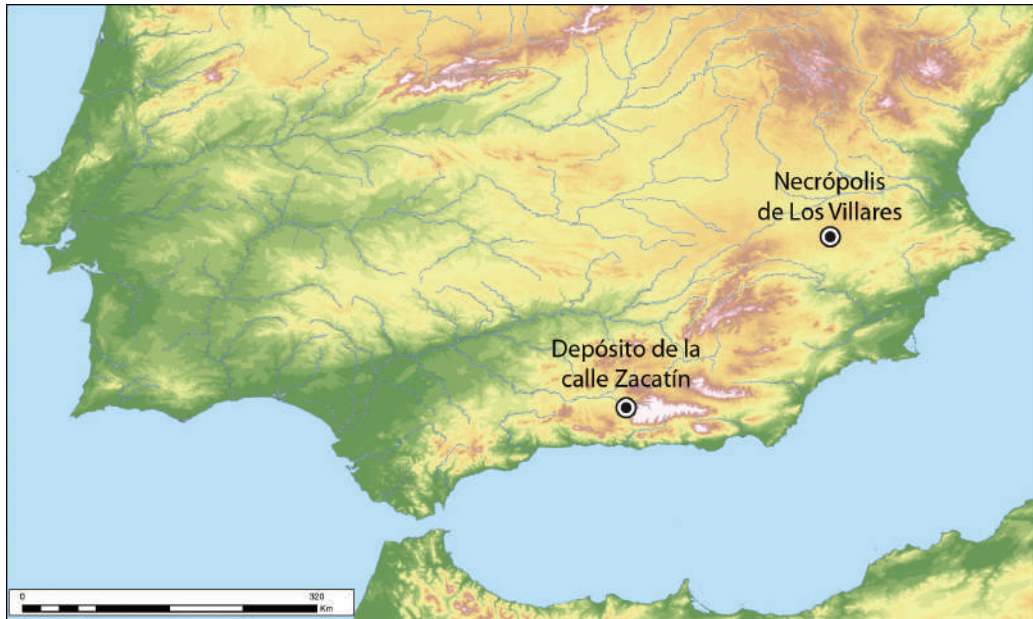 Necrópolis
de Los Villares
Depósito de la
calle Zacatín
0 320
Km